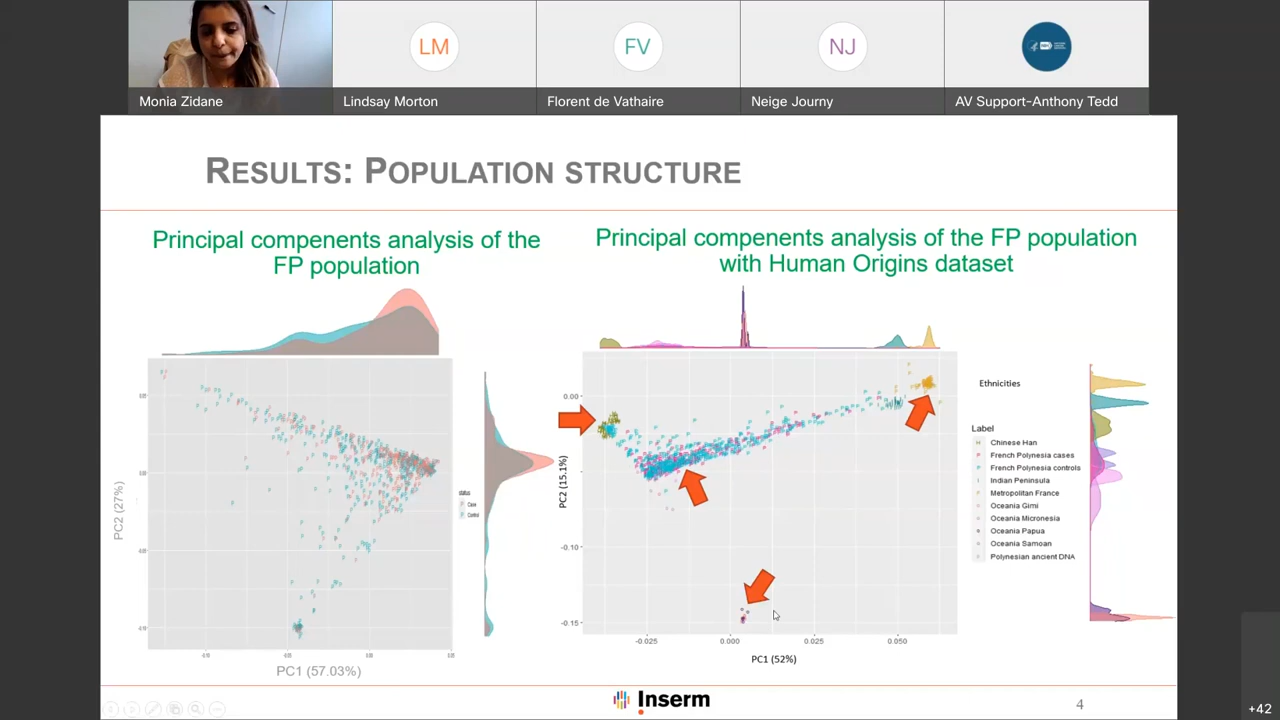 LM
FV
NJ
Monia Zidane
Lindsay Morton
Florent de Vathaire
Neige Journy
AV Support-Anthony Tedd
RESULTS: POPULATION STRUCTURE
Principal compenents analysis of the
FP population
Principal compenents analysis of the FP population
with Human Origins dataset
PC2 (27%)
PC1 (57.03%)
status
Case
Control
0.00
-0.10
-0.15
PC2 (15.1%)
-0.025
0.000
0.025
0.050
PC1 (52%)
Ethnicities
Label
Chinese Han
French Polynesia cases
French Polynesia controls
Indian Peninsula
Metropolitan France
Oceania Gimi
Oceania Micronesia
Oceania Papua
Oceania Samoan
Polynesian ancient DNA
Inserm
4
+42